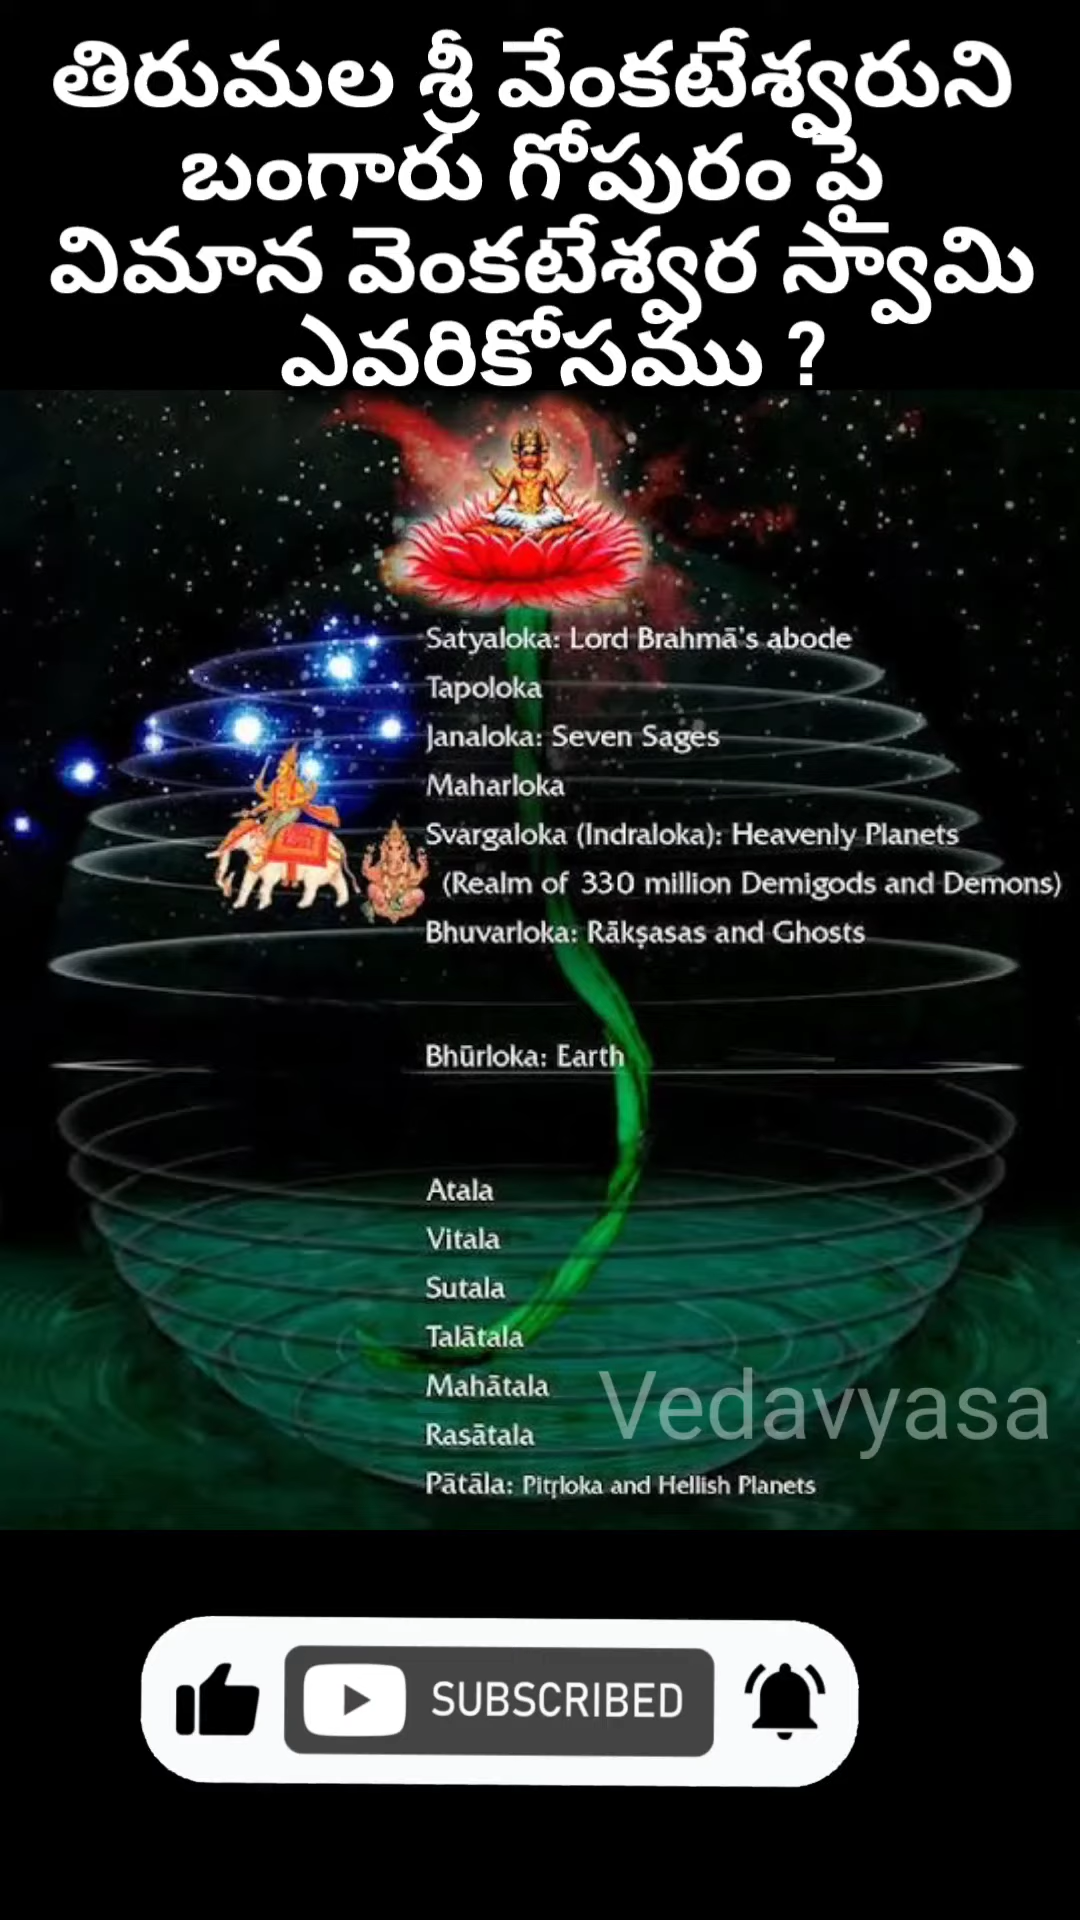 తిరుమల శ్రీ వేంకటేశ్వరుని
బంగారు గోపురం పై
విమాన వెంకటేశ్వర స్వామి
ఎవరికోసము ?
Satyaloka: Lord Brahmā's abode
Tapoloka
Janaloka: Seven Sages
Maharloka
Svargaloka (Indraloka): Heavenly Planets
(Realm of 330 million Demigods and Demons)
Bhuvarloka: Rākṣasas and Ghosts
Bhūrloka: Earth
Atala
Vitala
Sutala
Talātala
Mahātala
Vedavyasa
Rasātala
Pātāla: Pitṛloka and Hellish Planets
SUBSCRIBED